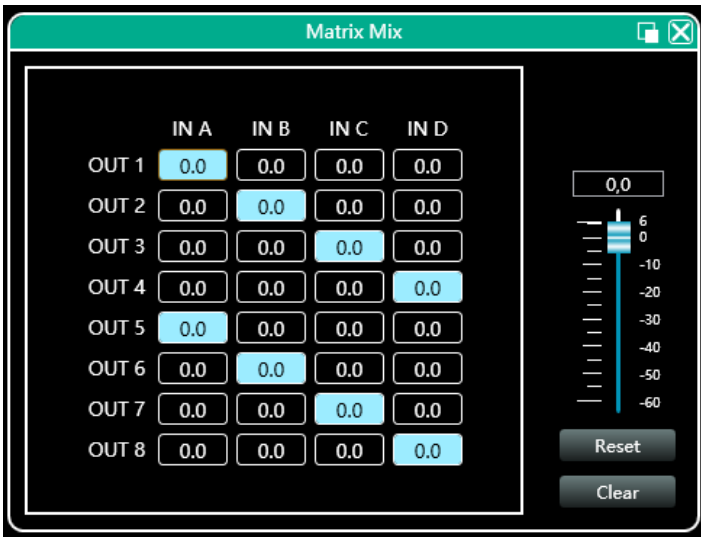 Matrix Mix
IN A IN B IN C IN D
OUT 1 0.0 0.0 0.0 0.0
OUT 2 0.0 0.0 0.0 0.0
OUT 3 0.0 0.0 0.0 0.0
OUT 4 0.0 0.0 0.0 0.0
OUT 5 0.0 0.0 0.0 0.0
OUT 6 0.0 0.0 0.0 0.0
OUT 7 0.0 0.0 0.0 0.0
OUT 8 0.0 0.0 0.0 0.0
0,0
6
0
-10
-20
-30
-40
-50
-60
Reset
Clear